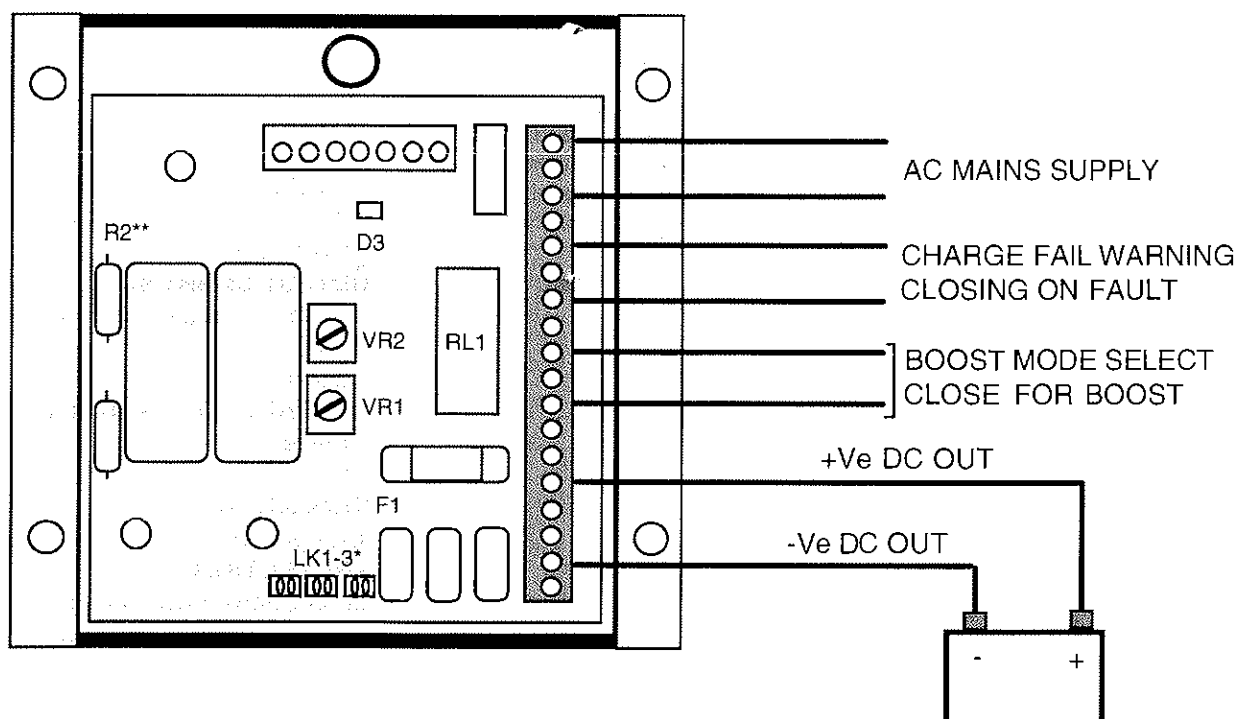 AC MAINS SUPPLY
R2**
D3
CHARGE FAIL WARNING
CLOSING ON FAULT
VR2
RL1
BOOST MODE SELECT
CLOSE FOR BOOST
VR1
+Ve DC OUT
F1
-Ve DC OUT
LK1-3*
- +